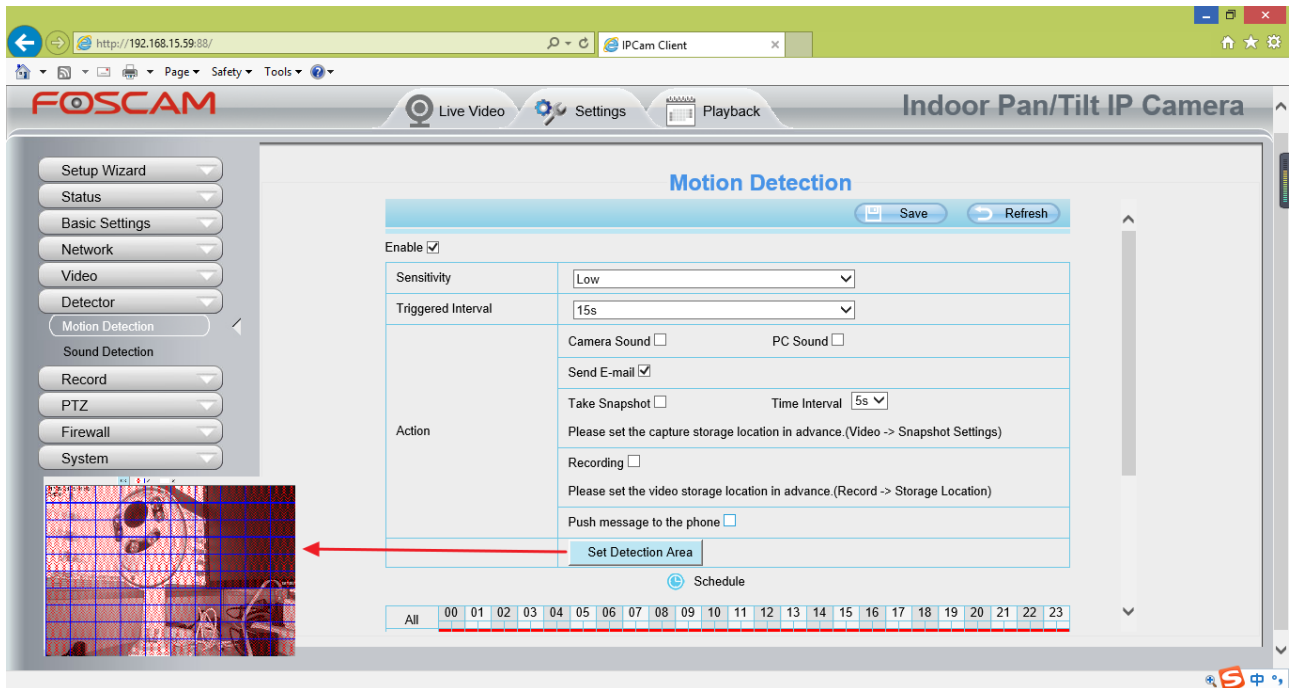 http://192.168.15.59:88/
IPCam Client
Page Safety Tools
FOSCAM
Live Video
Settings
Playback
Indoor Pan/Tilt IP Camera
Setup Wizard
Status
Basic Settings
Network
Video
Detector
Motion Detection
Sound Detection
Record
PTZ
Firewall
System
Motion Detection
Save Refresh
Enable
Sensitivity Low
Triggered Interval 15s
Camera Sound PC Sound
Send E-mail
Take Snapshot Time Interval 5s
Action
Please set the capture storage location in advance.(Video -> Snapshot Settings)
Recording
Please set the video storage location in advance.(Record -> Storage Location)
Push message to the phone
Set Detection Area
Schedule
All 00 01 02 03 04 05 06 07 08 09 10 11 12 13 14 15 16 17 18 19 20 21 22 23
中